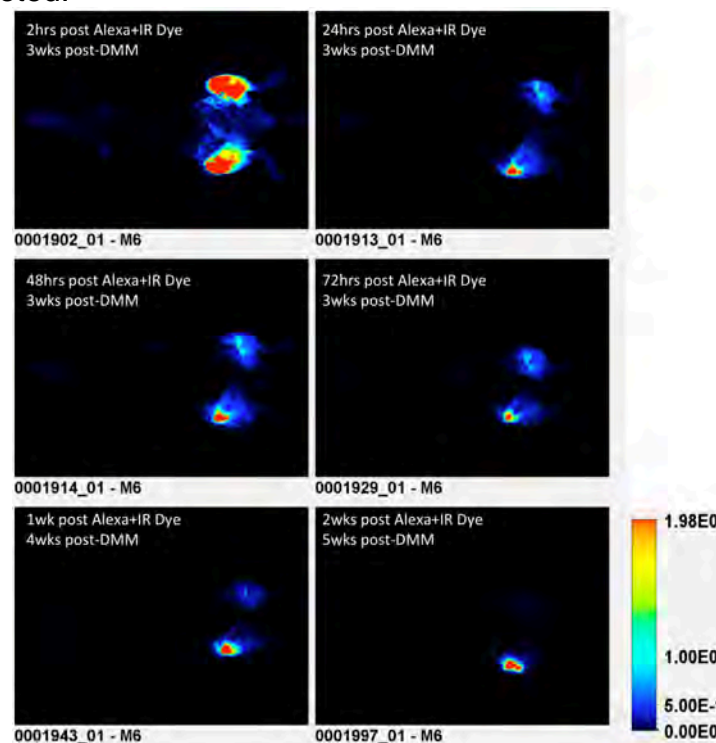 2hrs post Alexa+IR Dye
3wks post-DMM
24hrs post Alexa+IR Dye
3wks post-DMM
0001902_01 - M6
0001913_01 - M6
48hrs post Alexa+IR Dye
3wks post-DMM
72hrs post Alexa+IR Dye
3wks post-DMM
0001914_01 - M6
0001929_01 - M6
1wk post Alexa+IR Dye
4wks post-DMM
2wks post Alexa+IR Dye
5wks post-DMM
1.98E0
1.00E0
5.00E-
0.00E0
0001943_01 - M6
0001997_01 - M6